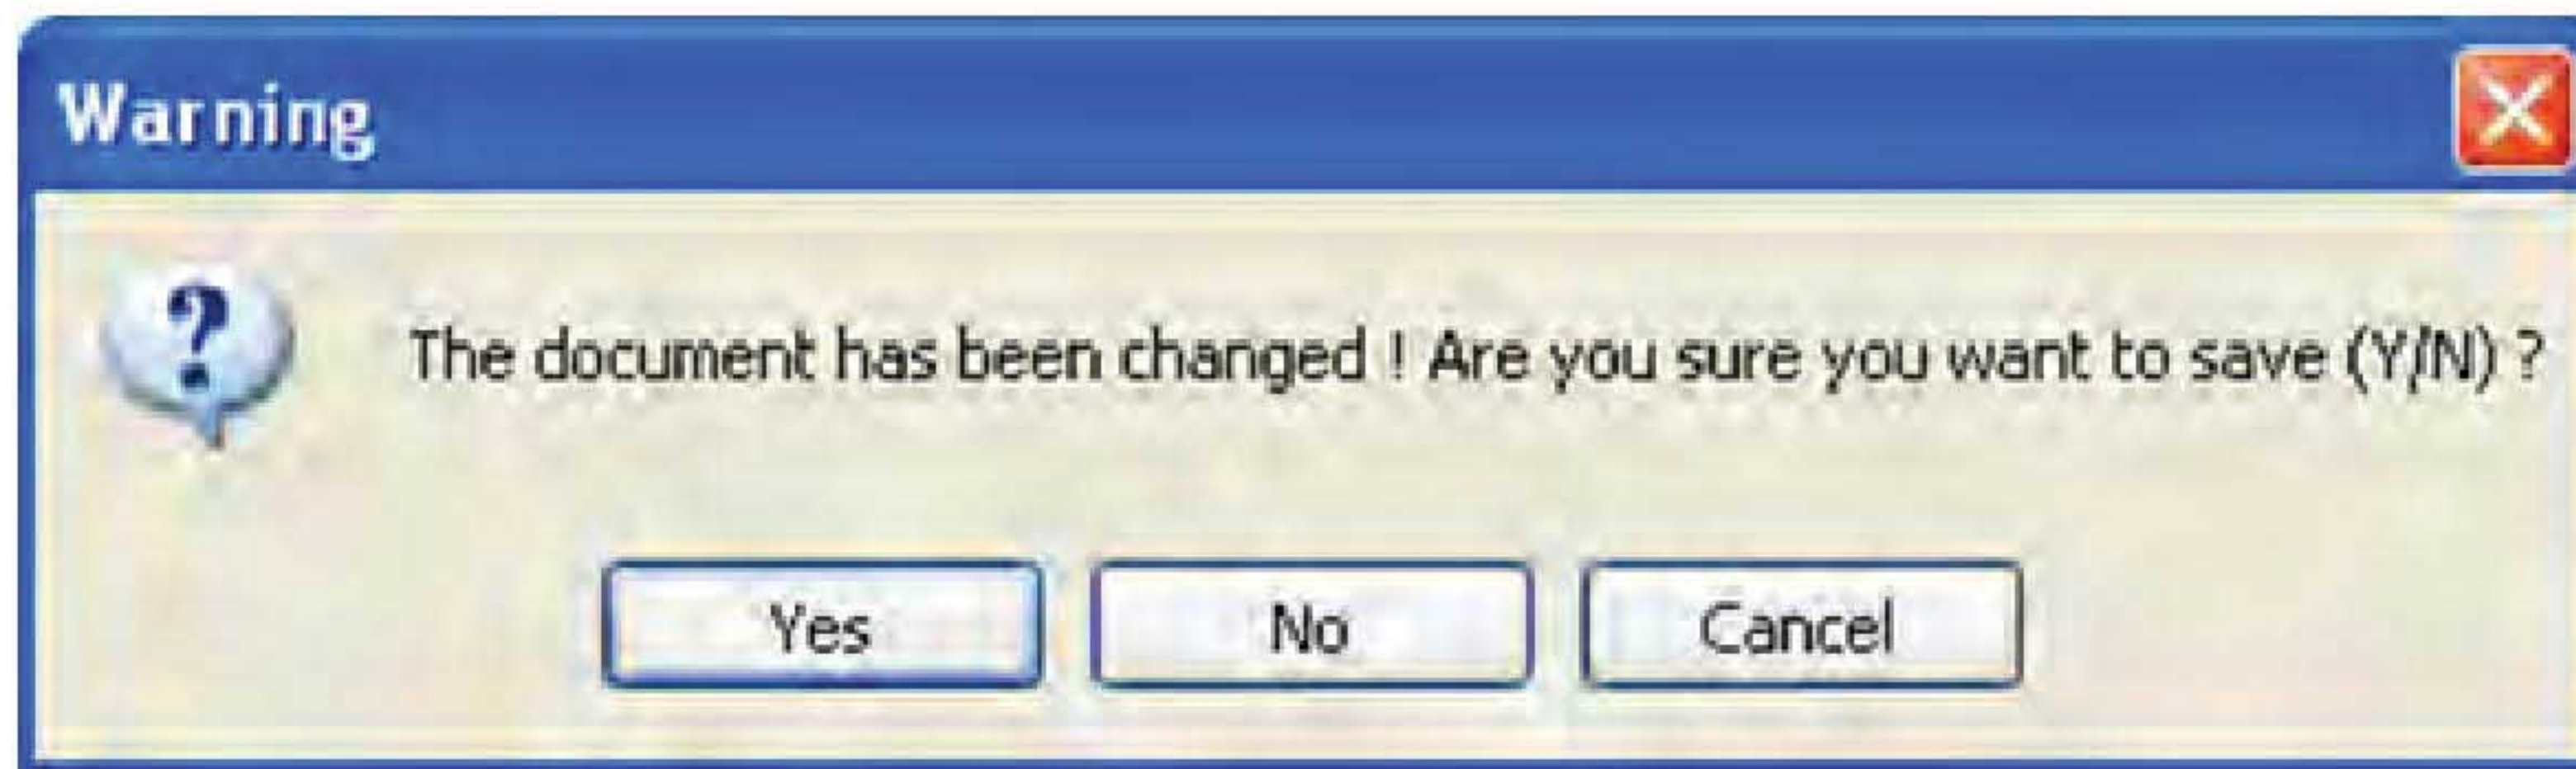 Warning
The document has been changed ! Are you sure you want to save (Y/N) ?
Yes No Cancel